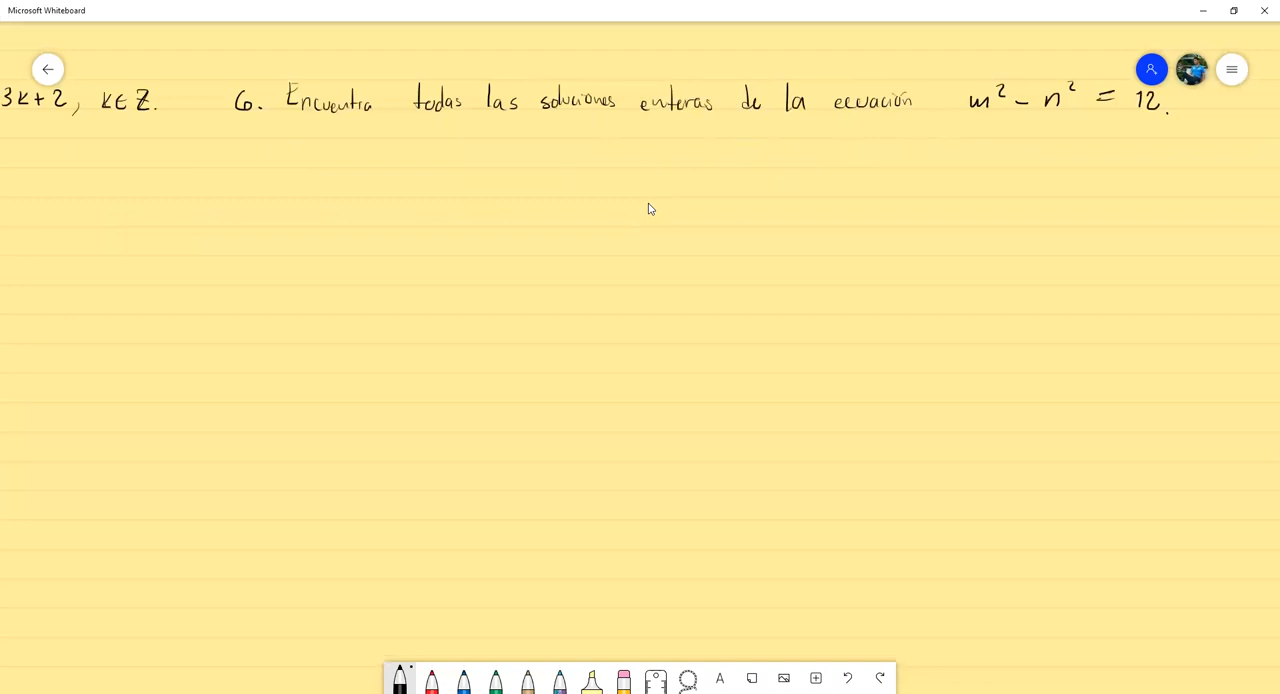 Microsoft Whiteboard
3k+2, k∈ℤ. 6. Encuentra todas las soluciones enteras de la ecuación m² - n² = 12.
A